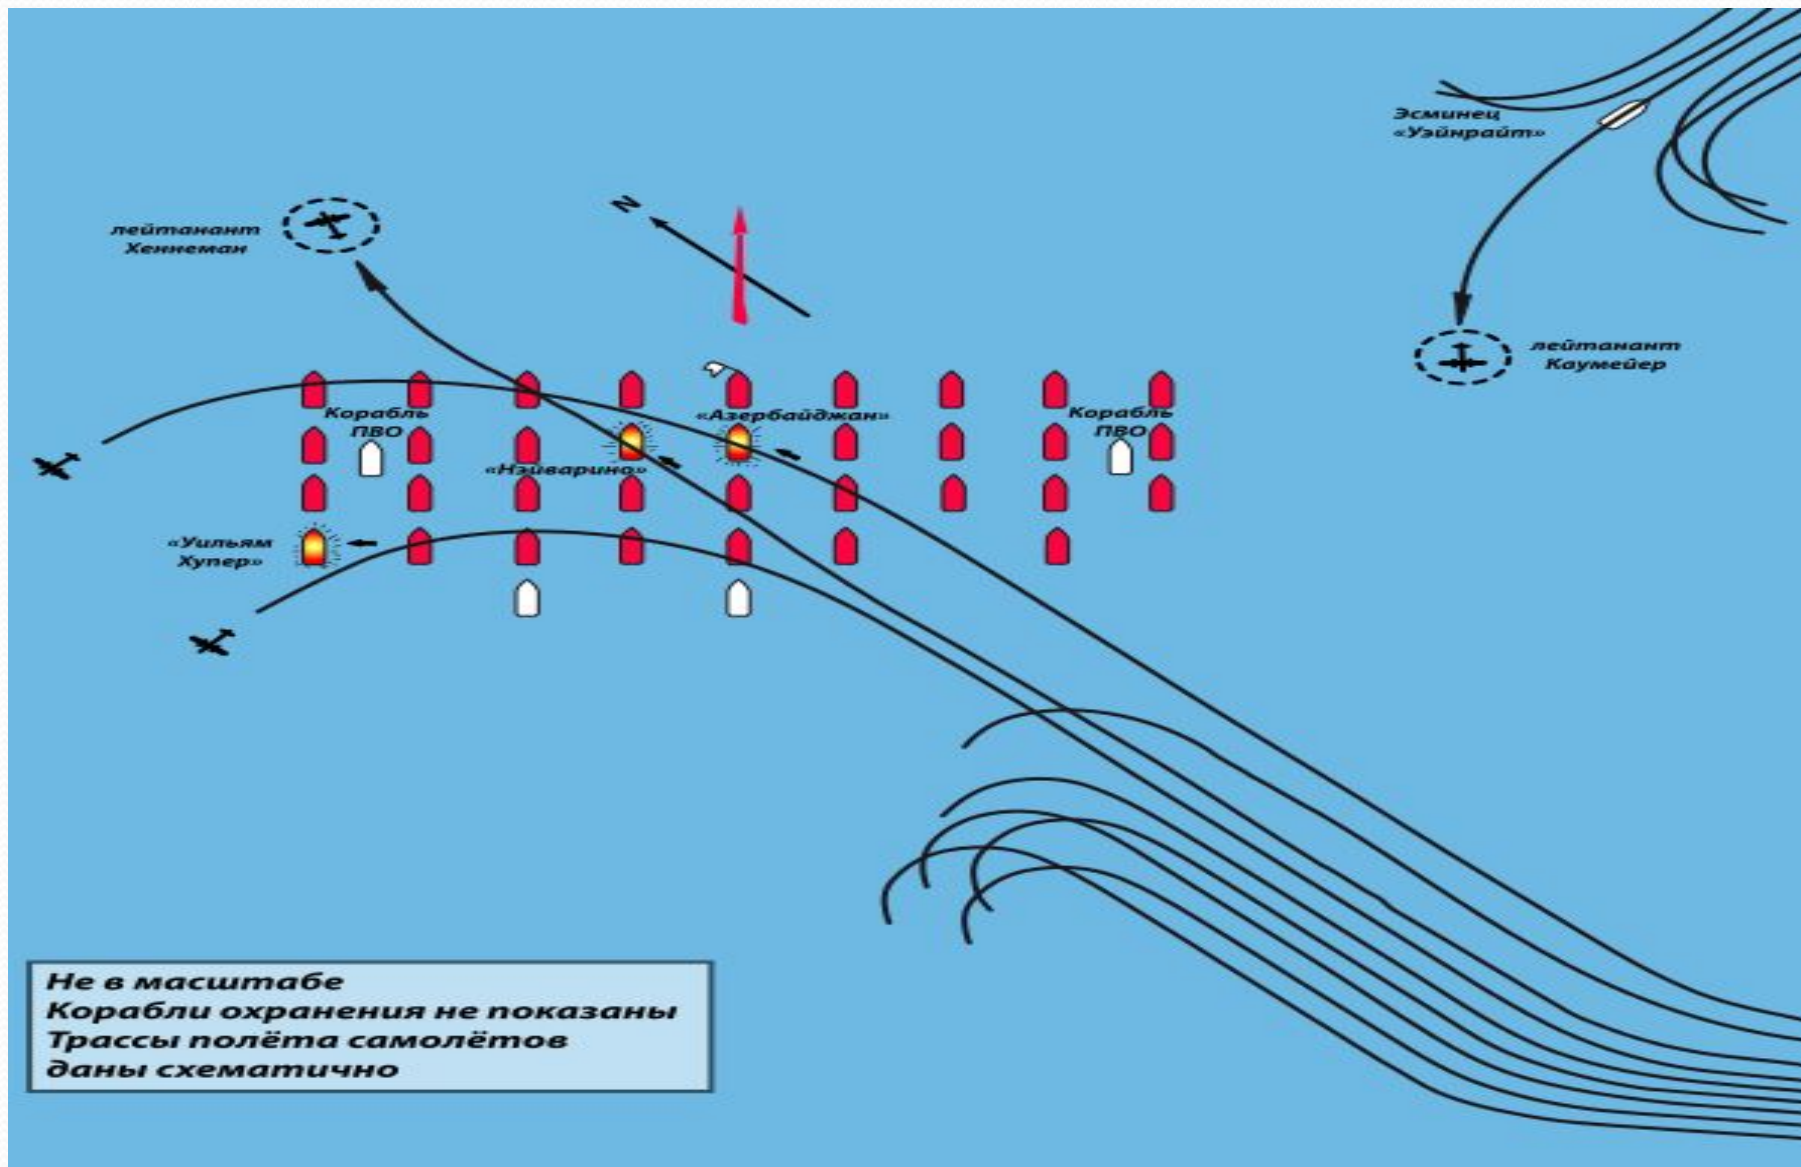 Эсминец
«Уэйнрайт»
лейтанант
Хеннеман
N
лейтанант
Каумейер
Корабль
ПВО
«Азербайджан»
Корабль
ПВО
«Нэйварино»
«Уильям
Хупер»
Не в масштабе
Корабли охранения не показаны
Трассы полёта самолётов
даны схематично